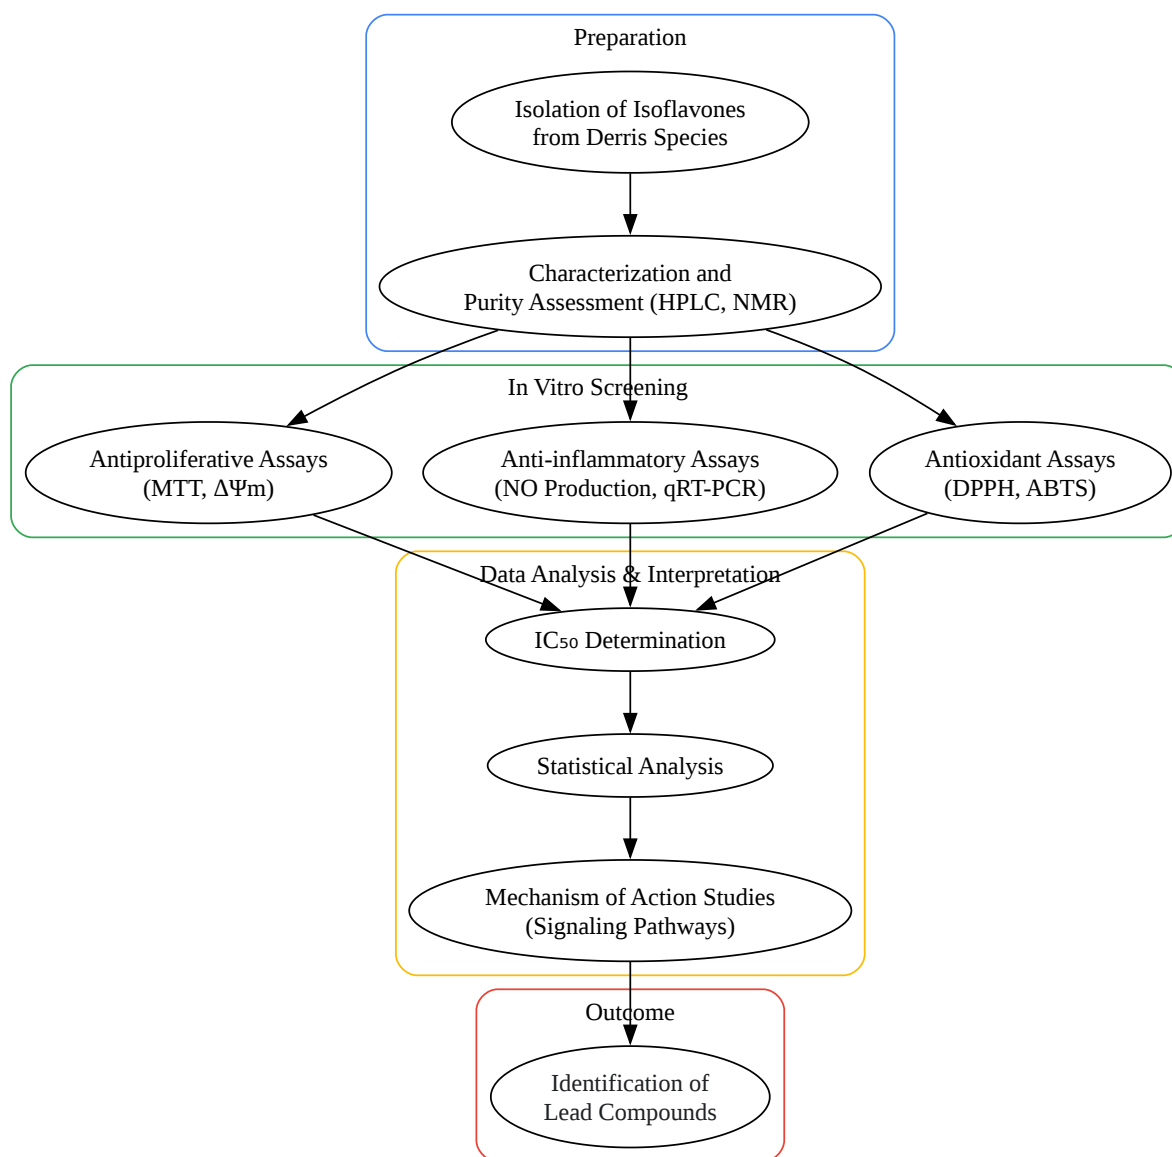 Preparation
Isolation of Isoflavones
from Derris Species
Characterization and
Purity Assessment (HPLC, NMR)
In Vitro Screening
Antiproliferative Assays
(MTT, ΔΨm)
Anti-inflammatory Assays
(NO Production, qRT-PCR)
Antioxidant Assays
(DPPH, ABTS)
Data Analysis & Interpretation
IC₅₀ Determination
Statistical Analysis
Mechanism of Action Studies
(Signaling Pathways)
Outcome
Identification of
Lead Compounds